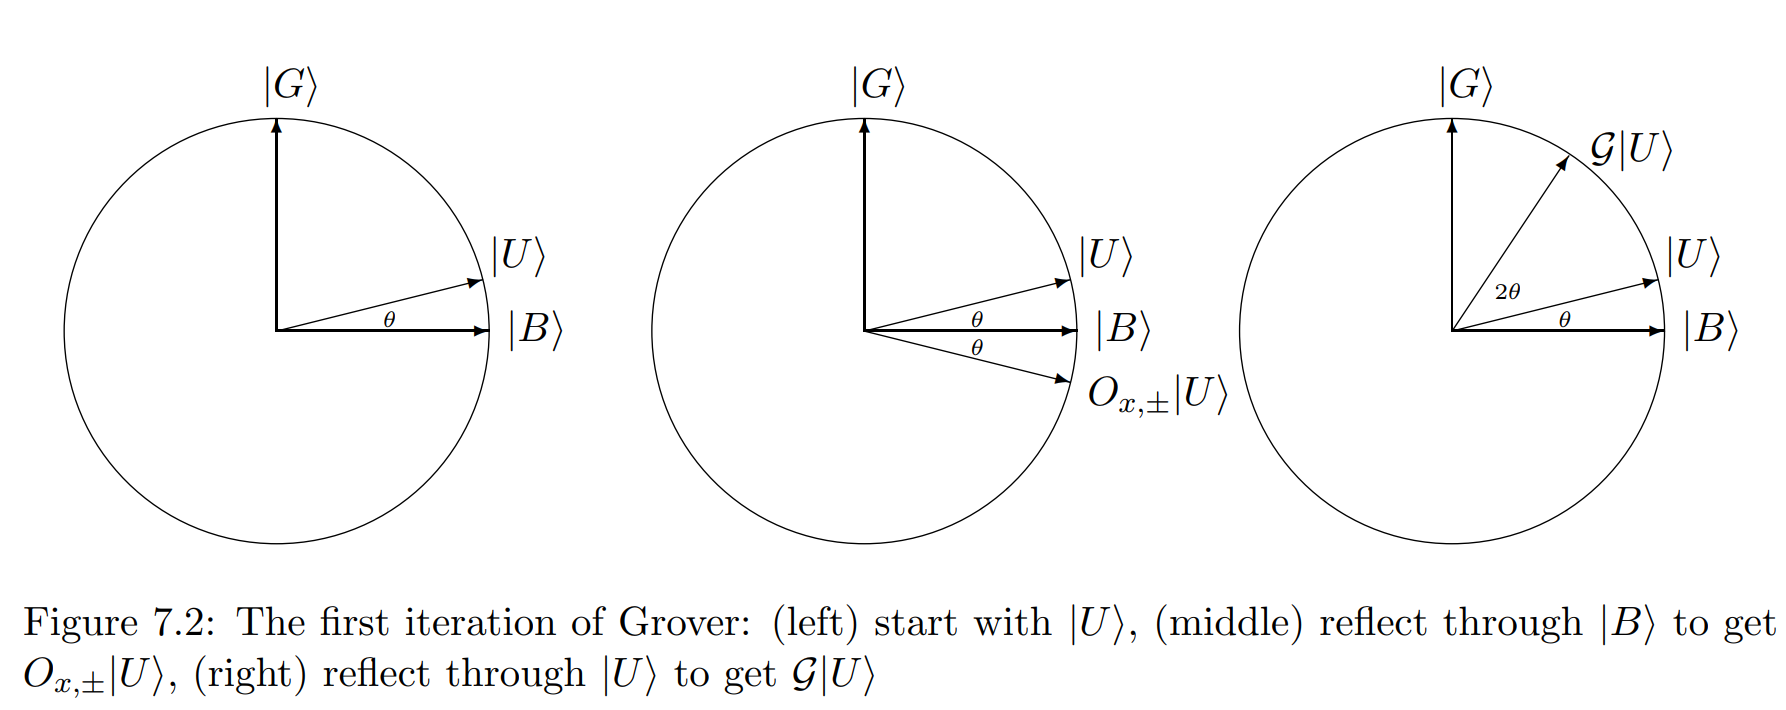 |G⟩ |G⟩ |G⟩
𝒢|U⟩
|U⟩ |U⟩ |U⟩
2θ
θ θ θ
|B⟩ |B⟩ |B⟩
θ
O_{x,±}|U⟩
Figure 7.2: The first iteration of Grover: (left) start with |U⟩, (middle) reflect through |B⟩ to get
O_{x,±}|U⟩, (right) reflect through |U⟩ to get 𝒢|U⟩